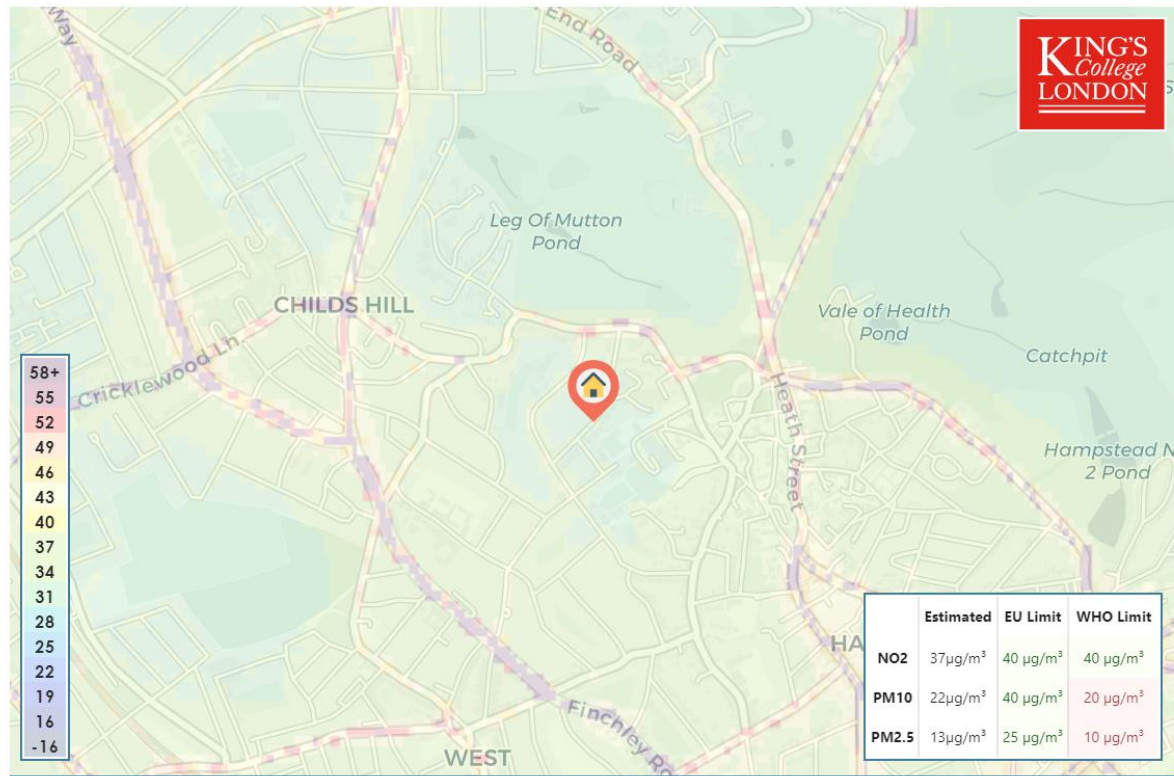 Way
End Road
KING'S
College
LONDON
S
Leg Of Mutton
Pond
CHILDS HILL
Vale of Health
Pond
Catchpit
Cricklewood Ln.
Heath Street
Hampstead N
2 Pond
58+
55
52
49
46
43
40
37
34
31
28
25
22
19
16
-16
HA
Estimated EU Limit WHO Limit
NO2 37µg/m³ 40 µg/m³ 40 µg/m³
PM10 22µg/m³ 40 µg/m³ 20 µg/m³
PM2.5 13µg/m³ 25 µg/m³ 10 µg/m³
Finchley Ro
WEST